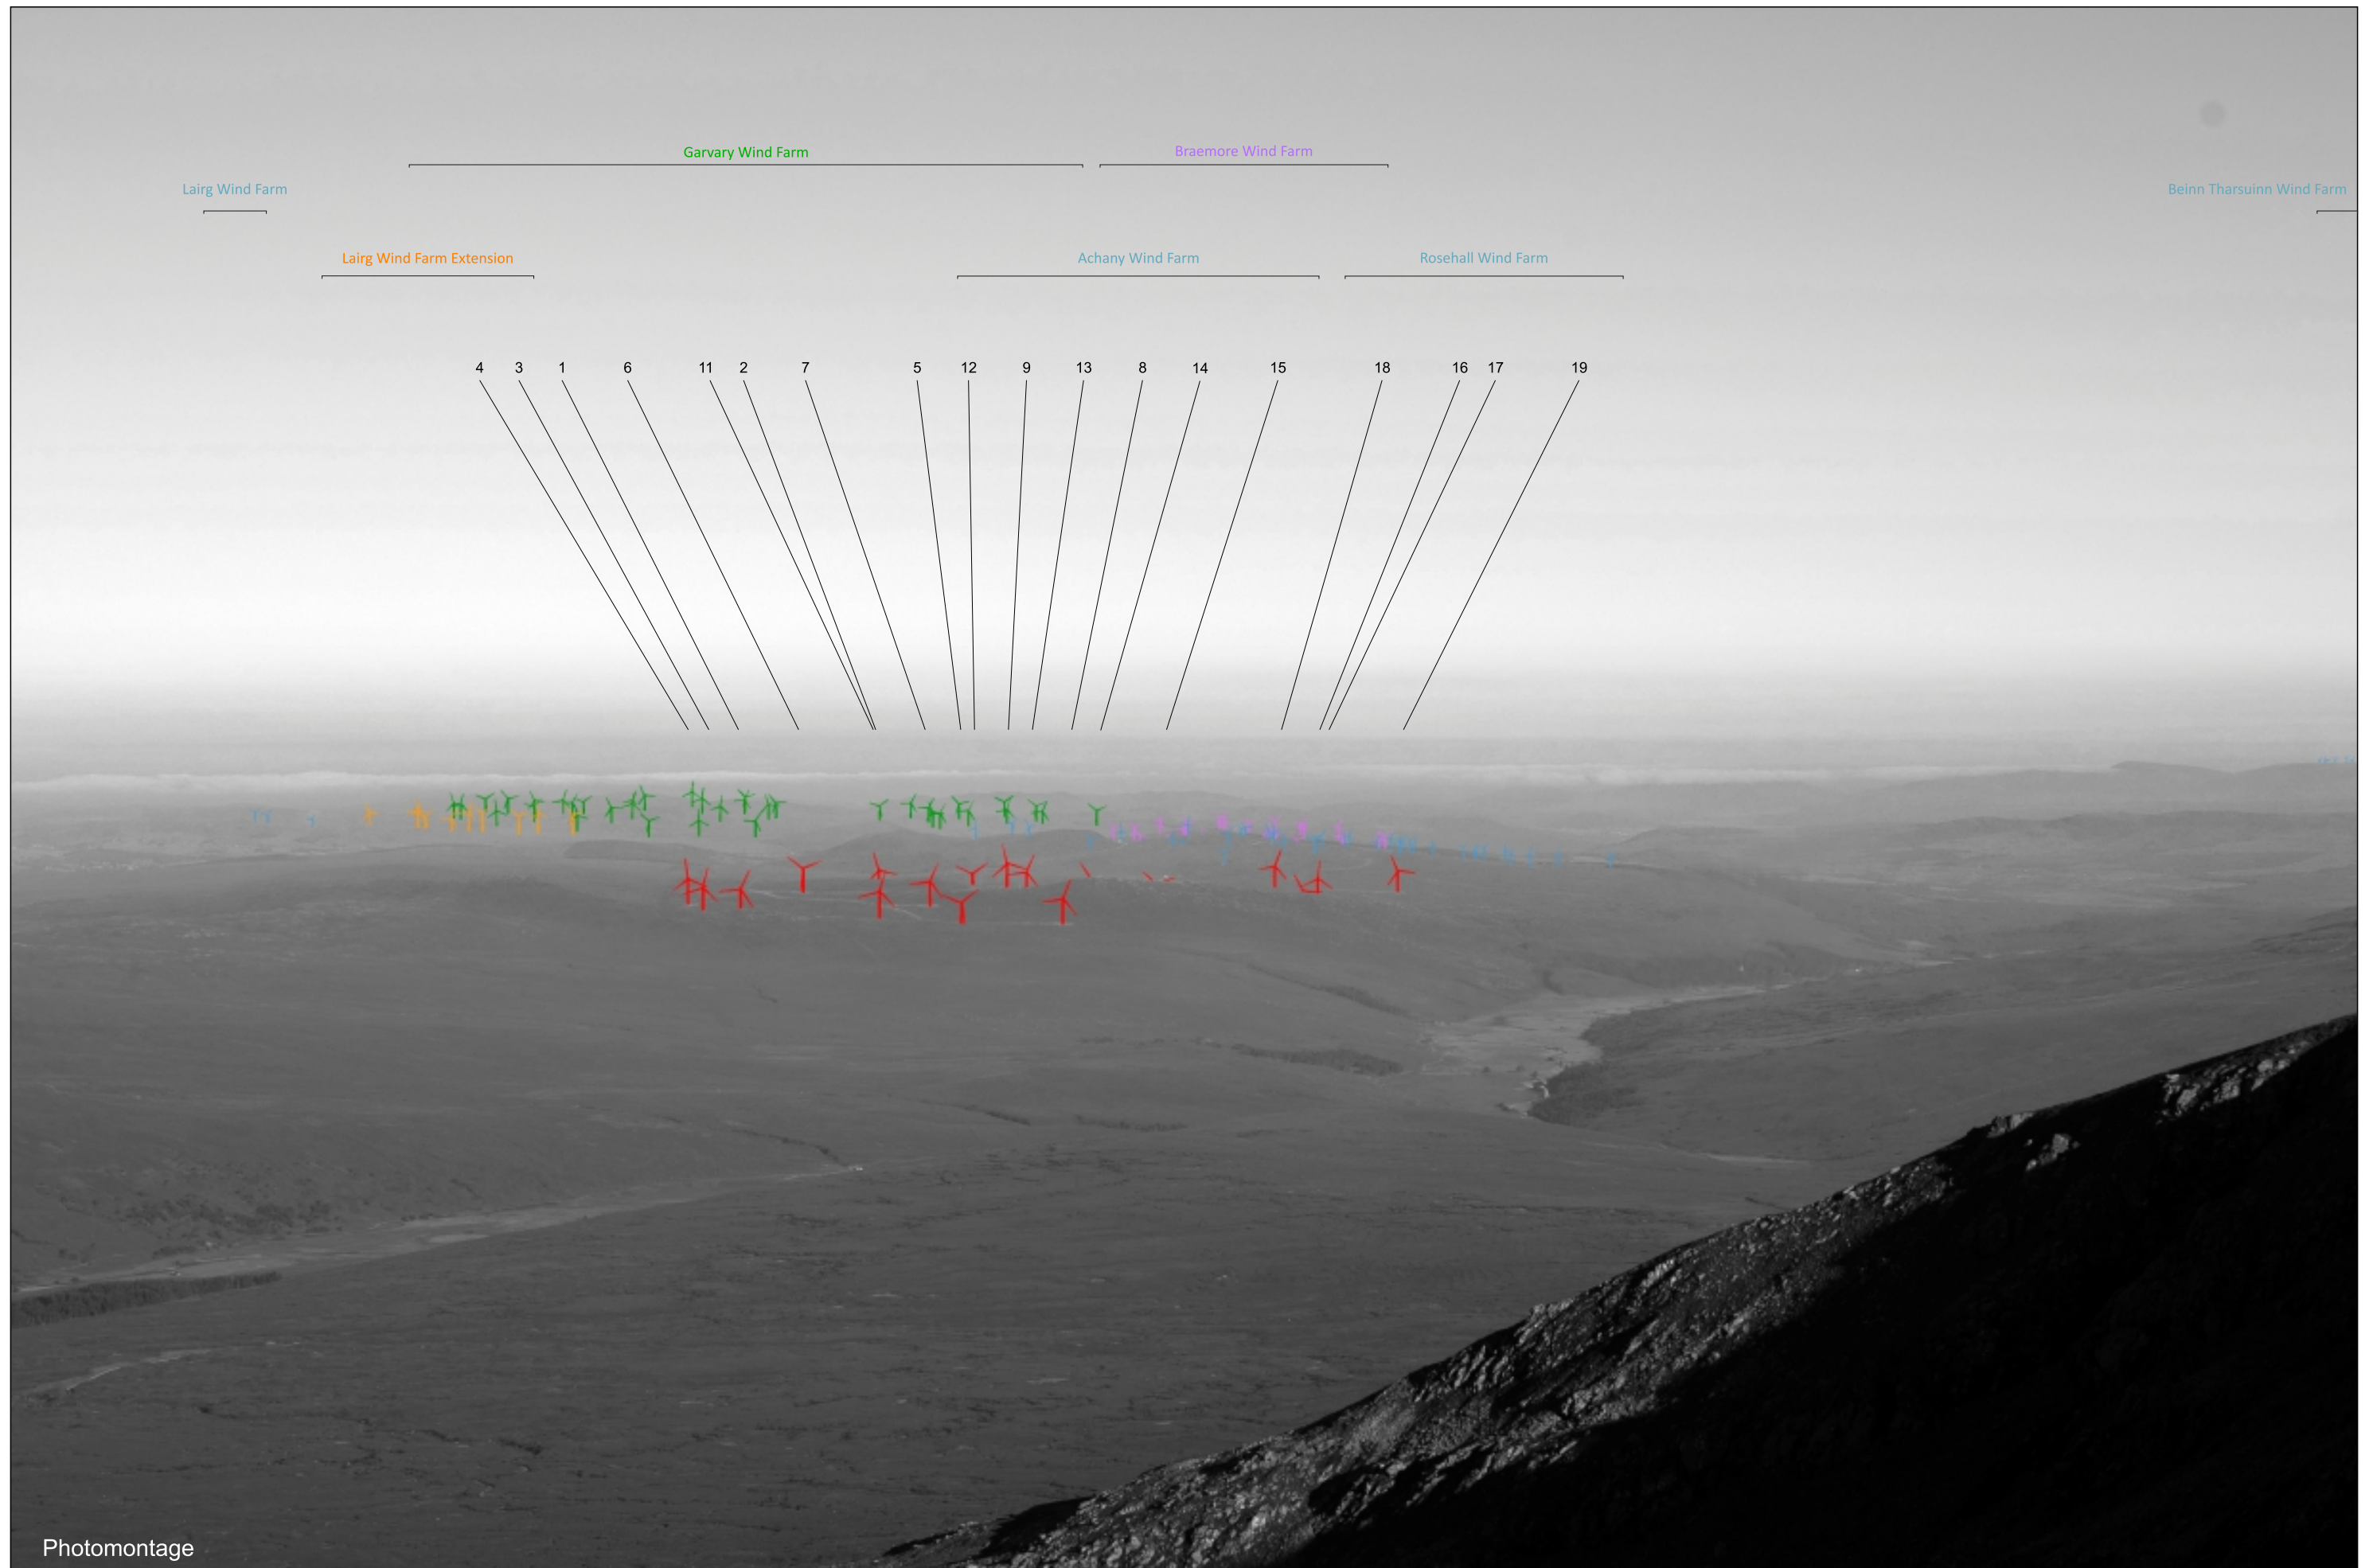 Garvary Wind Farm
Braemore Wind Farm
Lairg Wind Farm
Beinn Tharsuinn Wind Farm
Lairg Wind Farm Extension
Achany Wind Farm
Rosehall Wind Farm
4 3 1 6 11 2 7 5 12 9 13 8 14 15 18 16 17 19
Photomontage